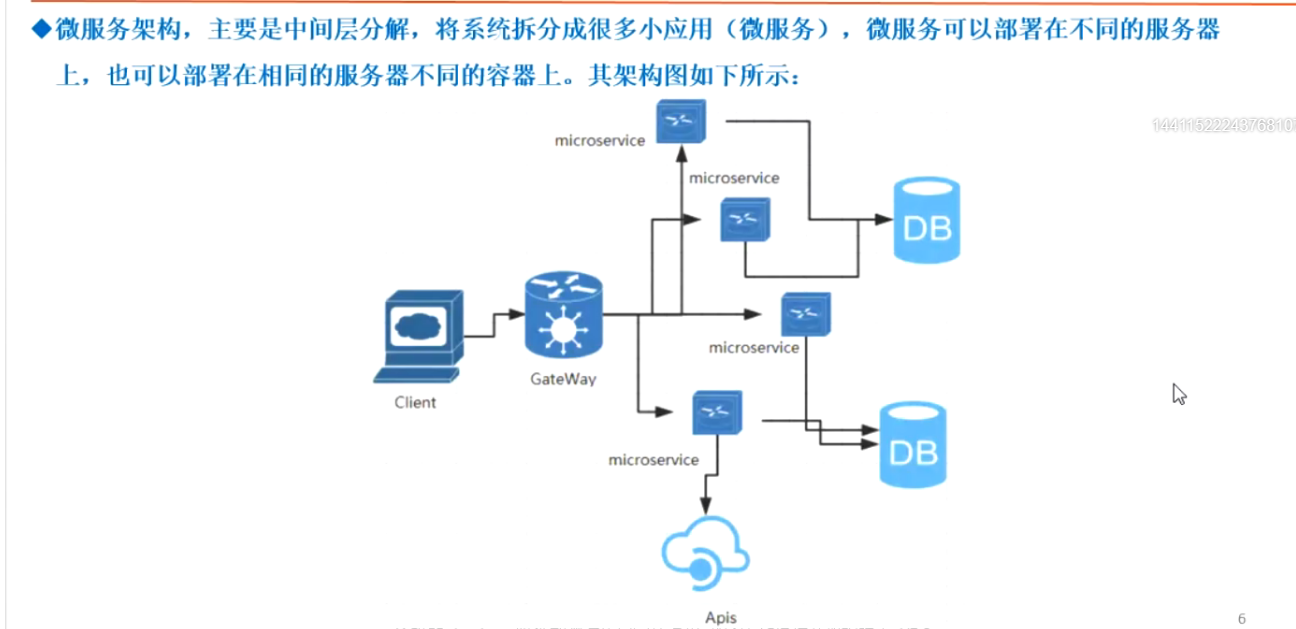 ◆微服务架构，主要是中间层分解，将系统拆分成很多小应用（微服务），微服务可以部署在不同的服务器
上，也可以部署在相同的服务器不同的容器上。其架构图如下所示：
microservice
microservice
DB
microservice
GateWay
Client
DB
microservice
Apis
6